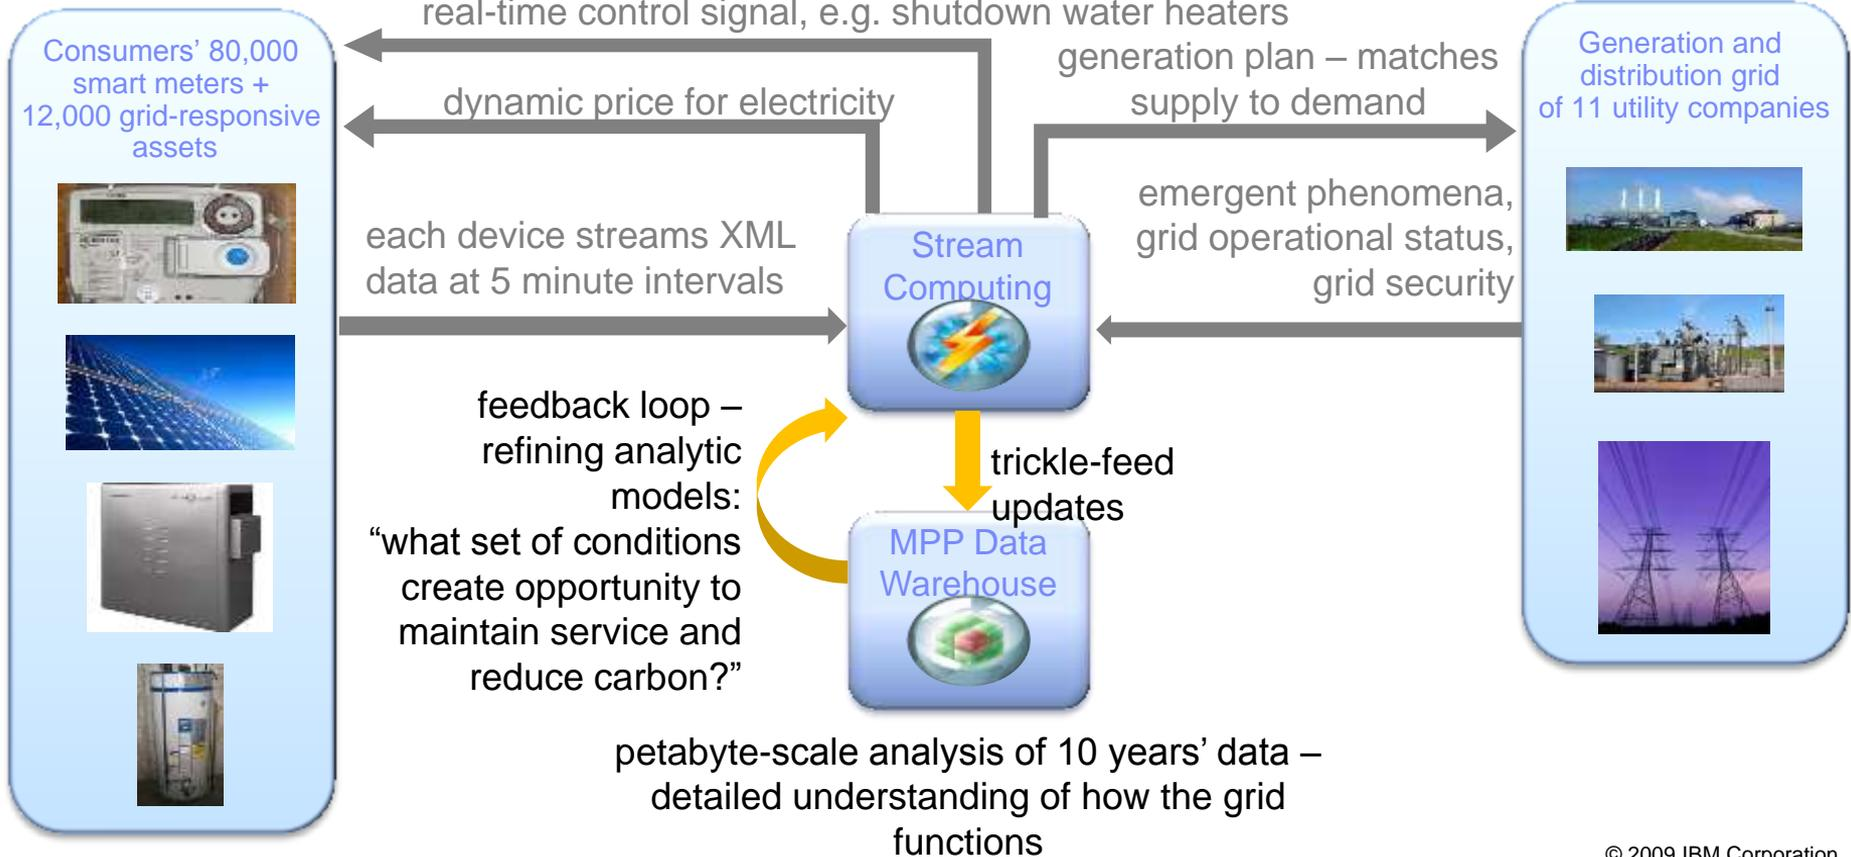 real-time control signal, e.g. shutdown water heaters
Consumers’ 80,000
smart meters +
12,000 grid-responsive
assets
dynamic price for electricity
generation plan – matches
supply to demand
Generation and
distribution grid
of 11 utility companies
each device streams XML
data at 5 minute intervals
Stream
Computing
emergent phenomena,
grid operational status,
grid security
feedback loop –
refining analytic
models:
“what set of conditions
create opportunity to
maintain service and
reduce carbon?”
trickle-feed
updates
MPP Data
Warehouse
petabyte-scale analysis of 10 years’ data –
detailed understanding of how the grid
functions
© 2009 IBM Corporation